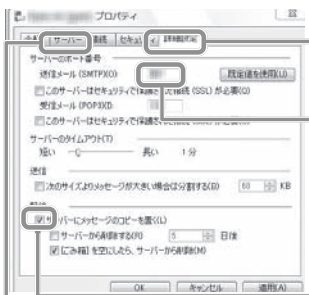 プロパティ
サーバー 接続 セキュ 詳細設定
サーバーのポート番号
送信メール (SMTP)(O): 既定値を使用(U)
このサーバーはセキュリティで保護された接続 (SSL) が必要(Q)
受信メール (POP3)(I):
このサーバーはセキュリティで保護された接続 (SSL) が必要(C)
サーバーのタイムアウト(T)
短い 長い 1 分
送信
次のサイズよりメッセージが大きい場合は分割する(B) 60 KB
配信
サーバーにメッセージのコピーを置く(L)
サーバーから削除する(R) 5 日後
[ごみ箱] を空にしたら、サーバーから削除(M)
OK キャンセル 適用(A)